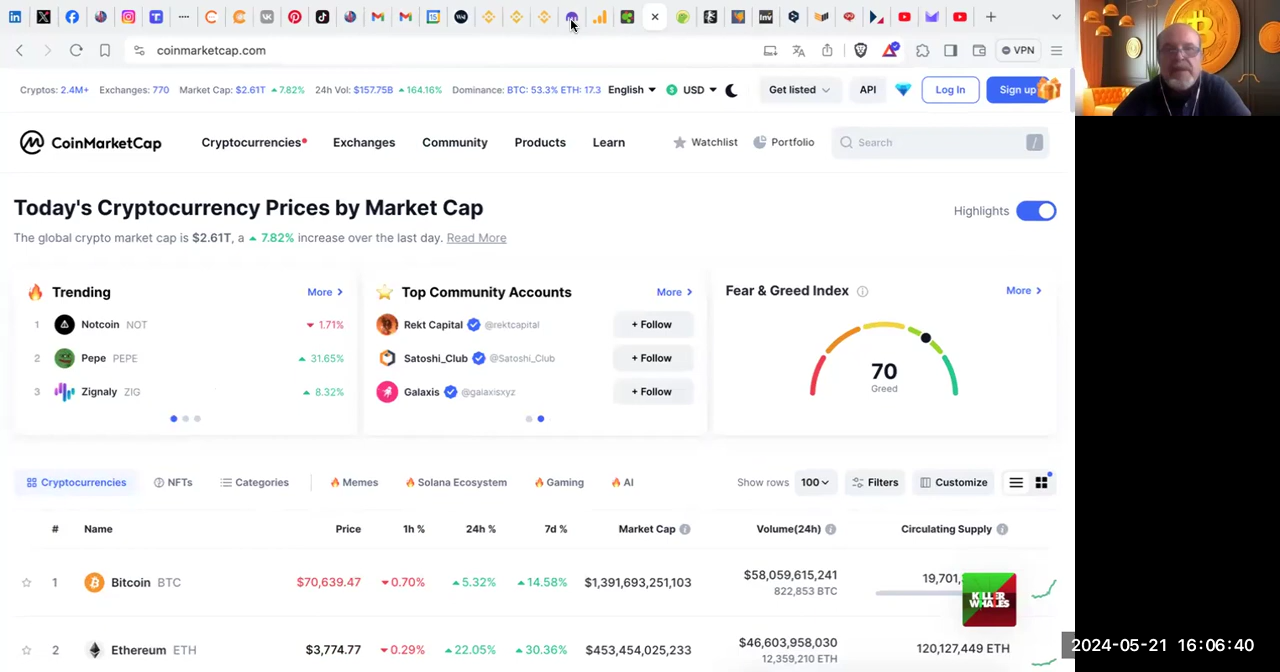 coinmarketcap.com
VPN
Cryptos: 2.4M+ Exchanges: 770 Market Cap: $2.61T 7.82% 24h Vol: $157.75B 164.16% Dominance: BTC: 53.3% ETH: 17.3 English USD Get listed API Log In Sign up
CoinMarketCap Cryptocurrencies Exchanges Community Products Learn Watchlist Portfolio Search /
Today's Cryptocurrency Prices by Market Cap
Highlights
The global crypto market cap is $2.61T, a 7.82% increase over the last day. Read More
Trending More >
1 Notcoin NOT 1.71%
2 Pepe PEPE 31.65%
3 Zignaly ZIG 8.32%
Top Community Accounts More >
Rekt Capital @rektcapital + Follow
Satoshi_Club @Satoshi_Club + Follow
Galaxis @galaxisxyz + Follow
Fear & Greed Index More >
70
Greed
Cryptocurrencies NFTs Categories Memes Solana Ecosystem Gaming AI Show rows 100 Filters Customize
# Name Price 1h % 24h % 7d % Market Cap Volume(24h) Circulating Supply
1 Bitcoin BTC $70,639.47 0.70% 5.32% 14.58% $1,391,693,251,103 $58,059,615,241 19,701,
822,853 BTC
KILLER WHALES
2 Ethereum ETH $3,774.77 0.29% 22.05% 30.36% $453,454,025,233 $46,603,958,030 120,127,449 ETH
12,359,210 ETH
2024-05-21 16:06:40